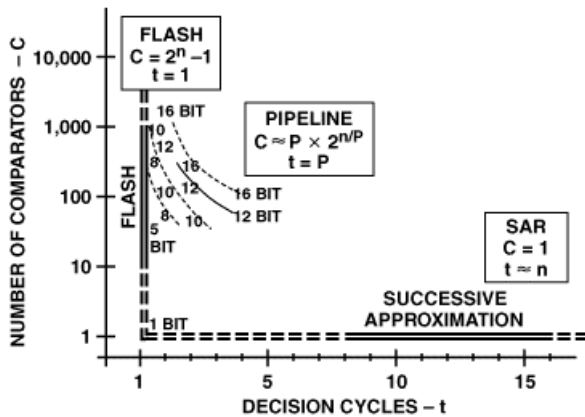 FLASH
C = 2ⁿ – 1
t = 1
NUMBER OF COMPARATORS – C
10,000
1,000
100
10
1
FLASH
16 BIT
10
12
8
16
10
12
16 BIT
8
10
12 BIT
5
BIT
1 BIT
PIPELINE
C ≈ P × 2^{n/P}
t = P
SAR
C = 1
t ≈ n
SUCCESSIVE
APPROXIMATION
1
5
10
15
DECISION CYCLES – t